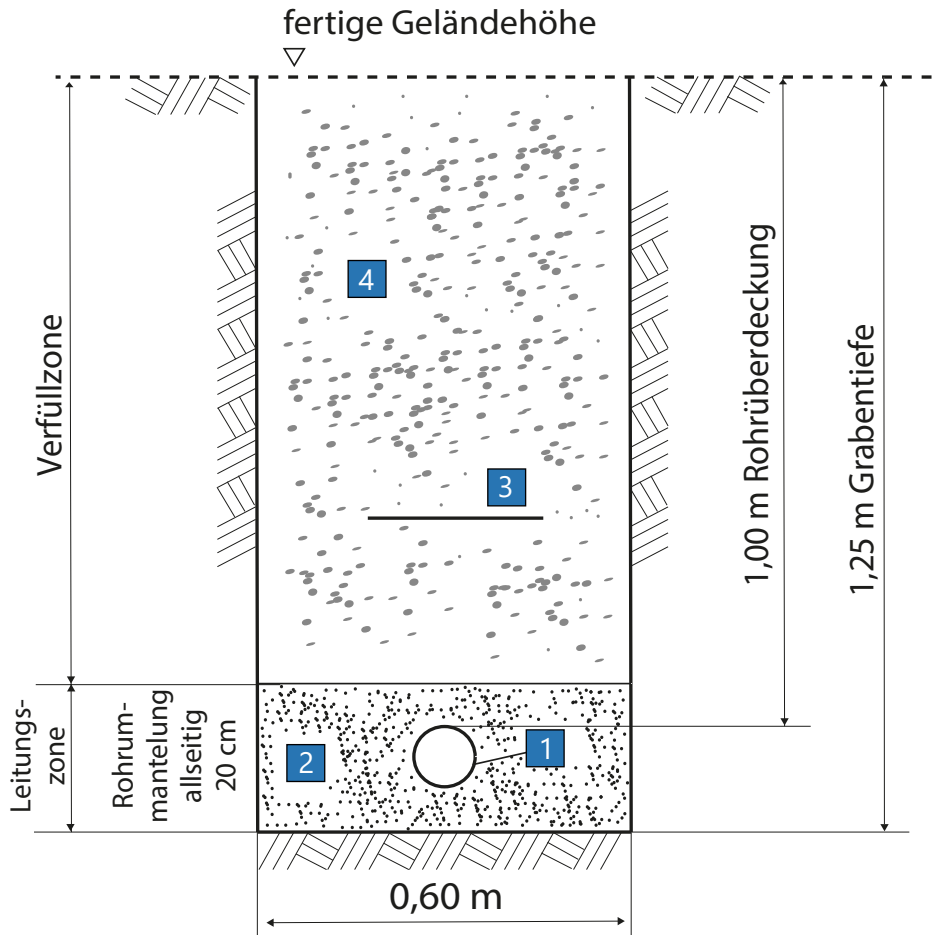 fertige Geländehöhe
Verfüllzone
4
3
1,00 m Rohrüberdeckung
1,25 m Grabentiefe
Leitungs-
zone
Rohrum-
mantelung
allseitig
20 cm
2
1
0,60 m